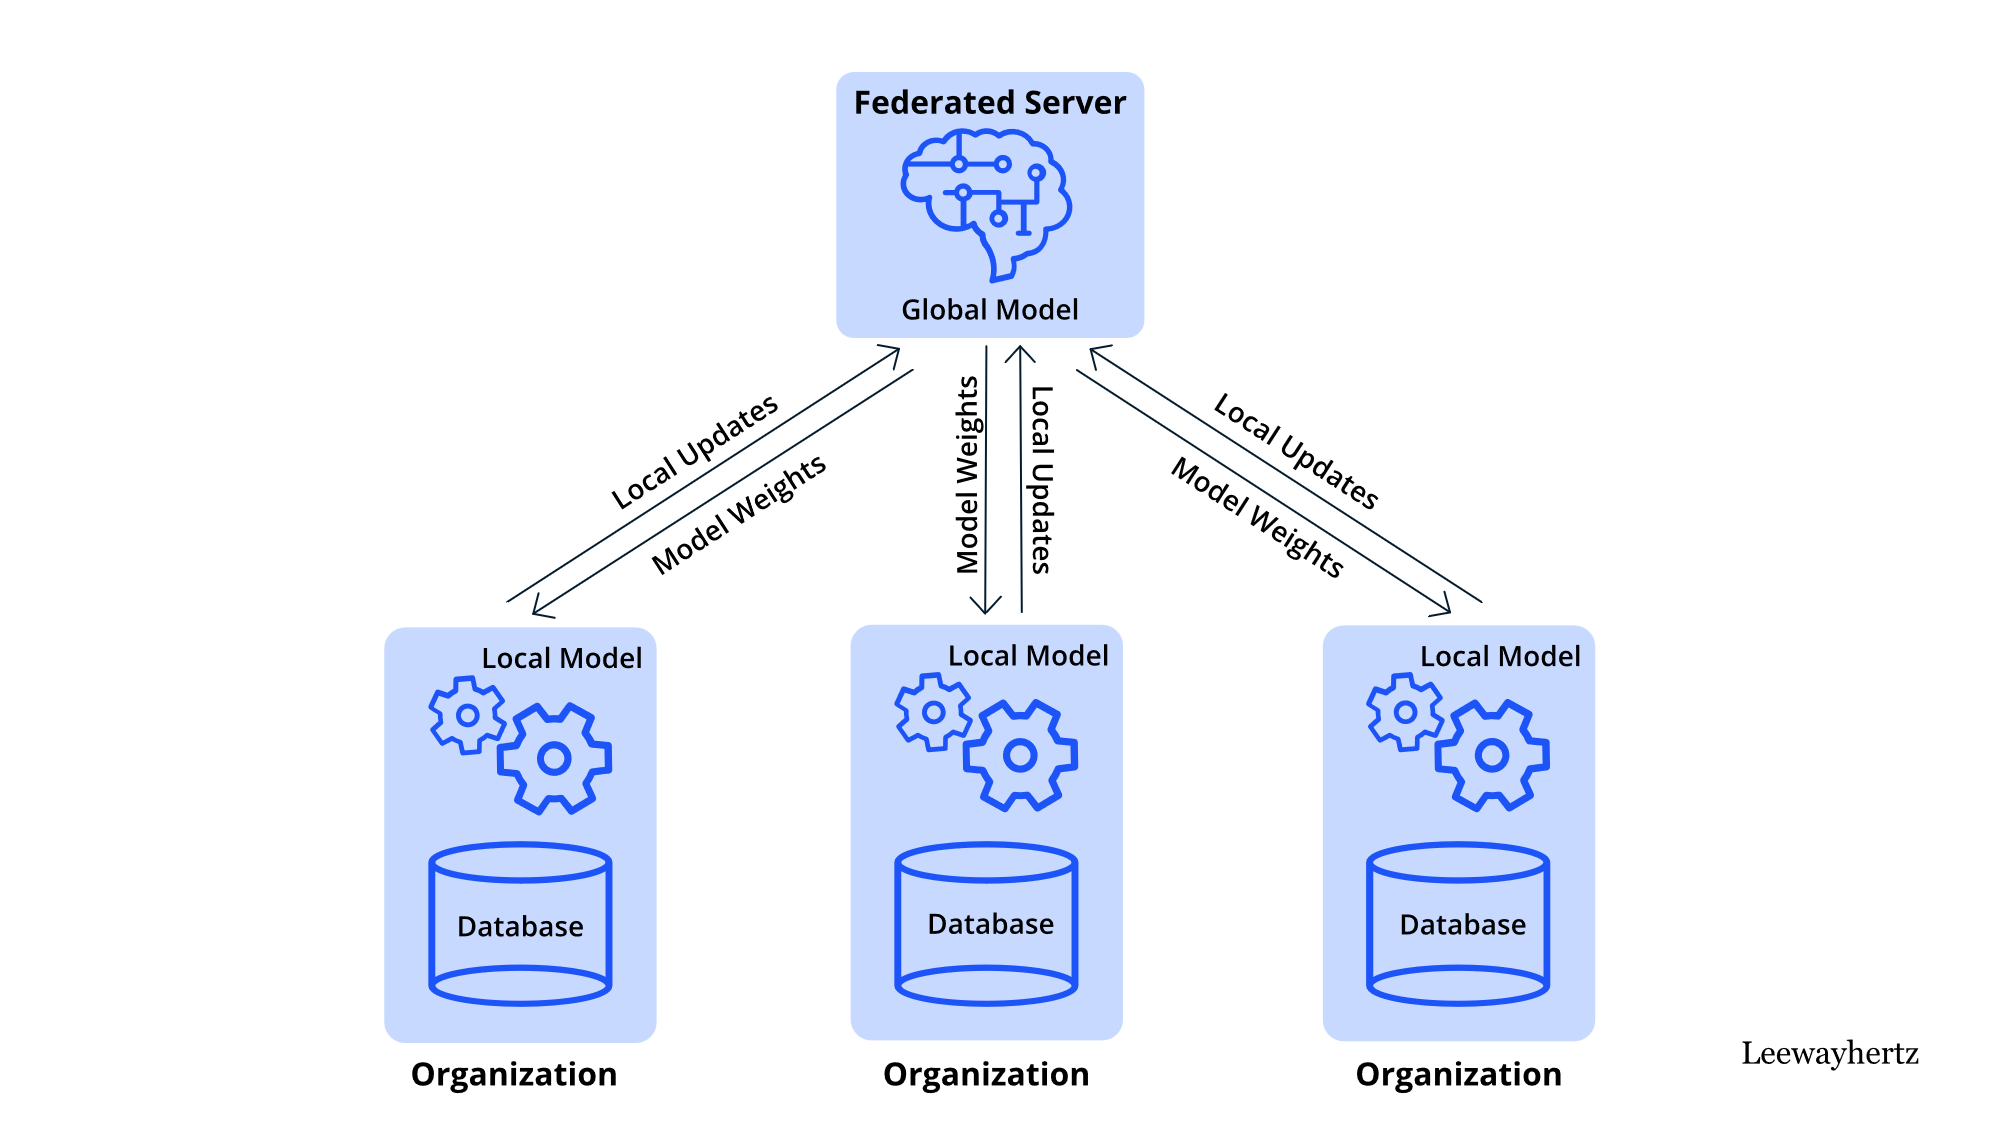 Federated Server
Global Model
Local Updates
Model Weights
Model Weights
Local Updates
Local Updates
Model Weights
Local Model
Database
Organization
Local Model
Database
Organization
Local Model
Database
Organization
Leewayhertz